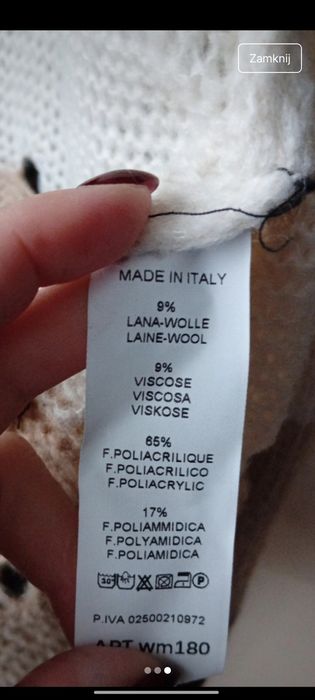 Zamknij
MADE IN ITALY
9%
LANA-WOLLE
LAINE-WOOL
9%
VISCOSE
VISCOSA
VISKOSE
65%
F.POLIACRILIQUE
F.POLIACRILICO
F.POLIACRYLIC
17%
F.POLIAMMIDICA
F.POLYAMIDICA
F.POLIAMIDICA
30°
P
P.IVA 02500210972
ART.wm180